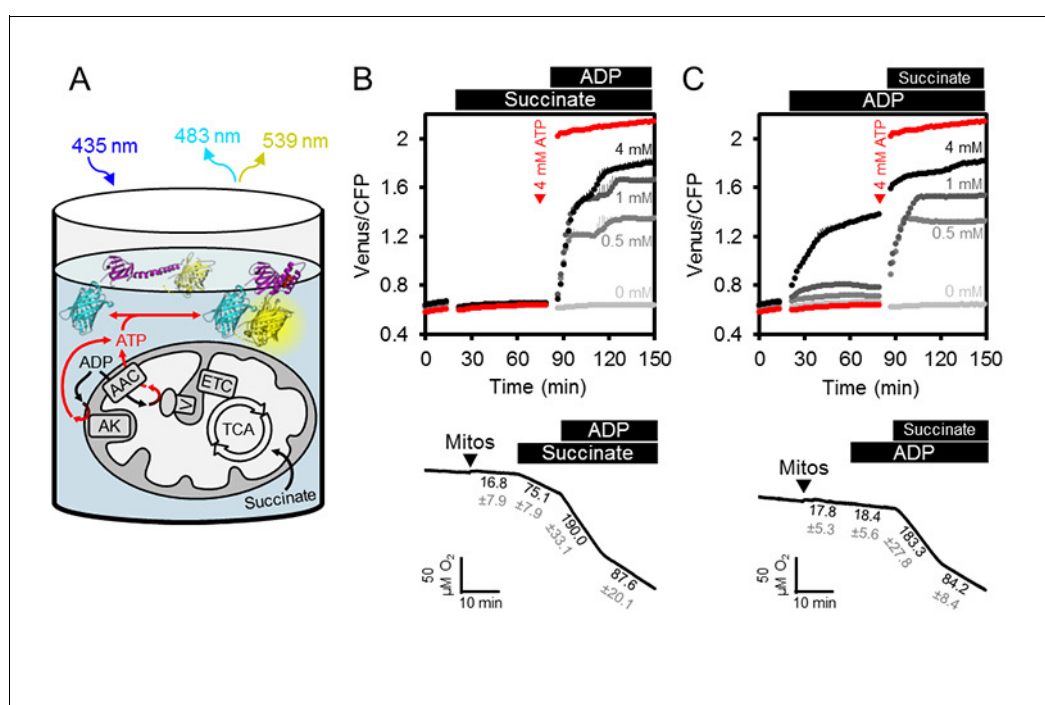 A
435 nm
483 nm
539 nm
ATP
ADP
AAC
AK
V
ETC
TCA
Succinate
B
ADP
Succinate
Venus/CFP
2
1.6
1.2
0.8
0.4
4 mM ATP
4 mM
1 mM
0.5 mM
0 mM
0 30 60 90 120 150
Time (min)
Mitos
ADP
Succinate
16.8
±7.9
75.1
±7.9
190.0
±33.1
87.6
±20.1
50
µM O2
10 min
C
Succinate
ADP
Venus/CFP
2
1.6
1.2
0.8
0.4
4 mM ATP
4 mM
1 mM
0.5 mM
0 mM
0 30 60 90 120 150
Time (min)
Mitos
Succinate
ADP
17.8
±5.3
18.4
±5.6
183.3
±27.8
84.2
±8.4
50
µM O2
10 min